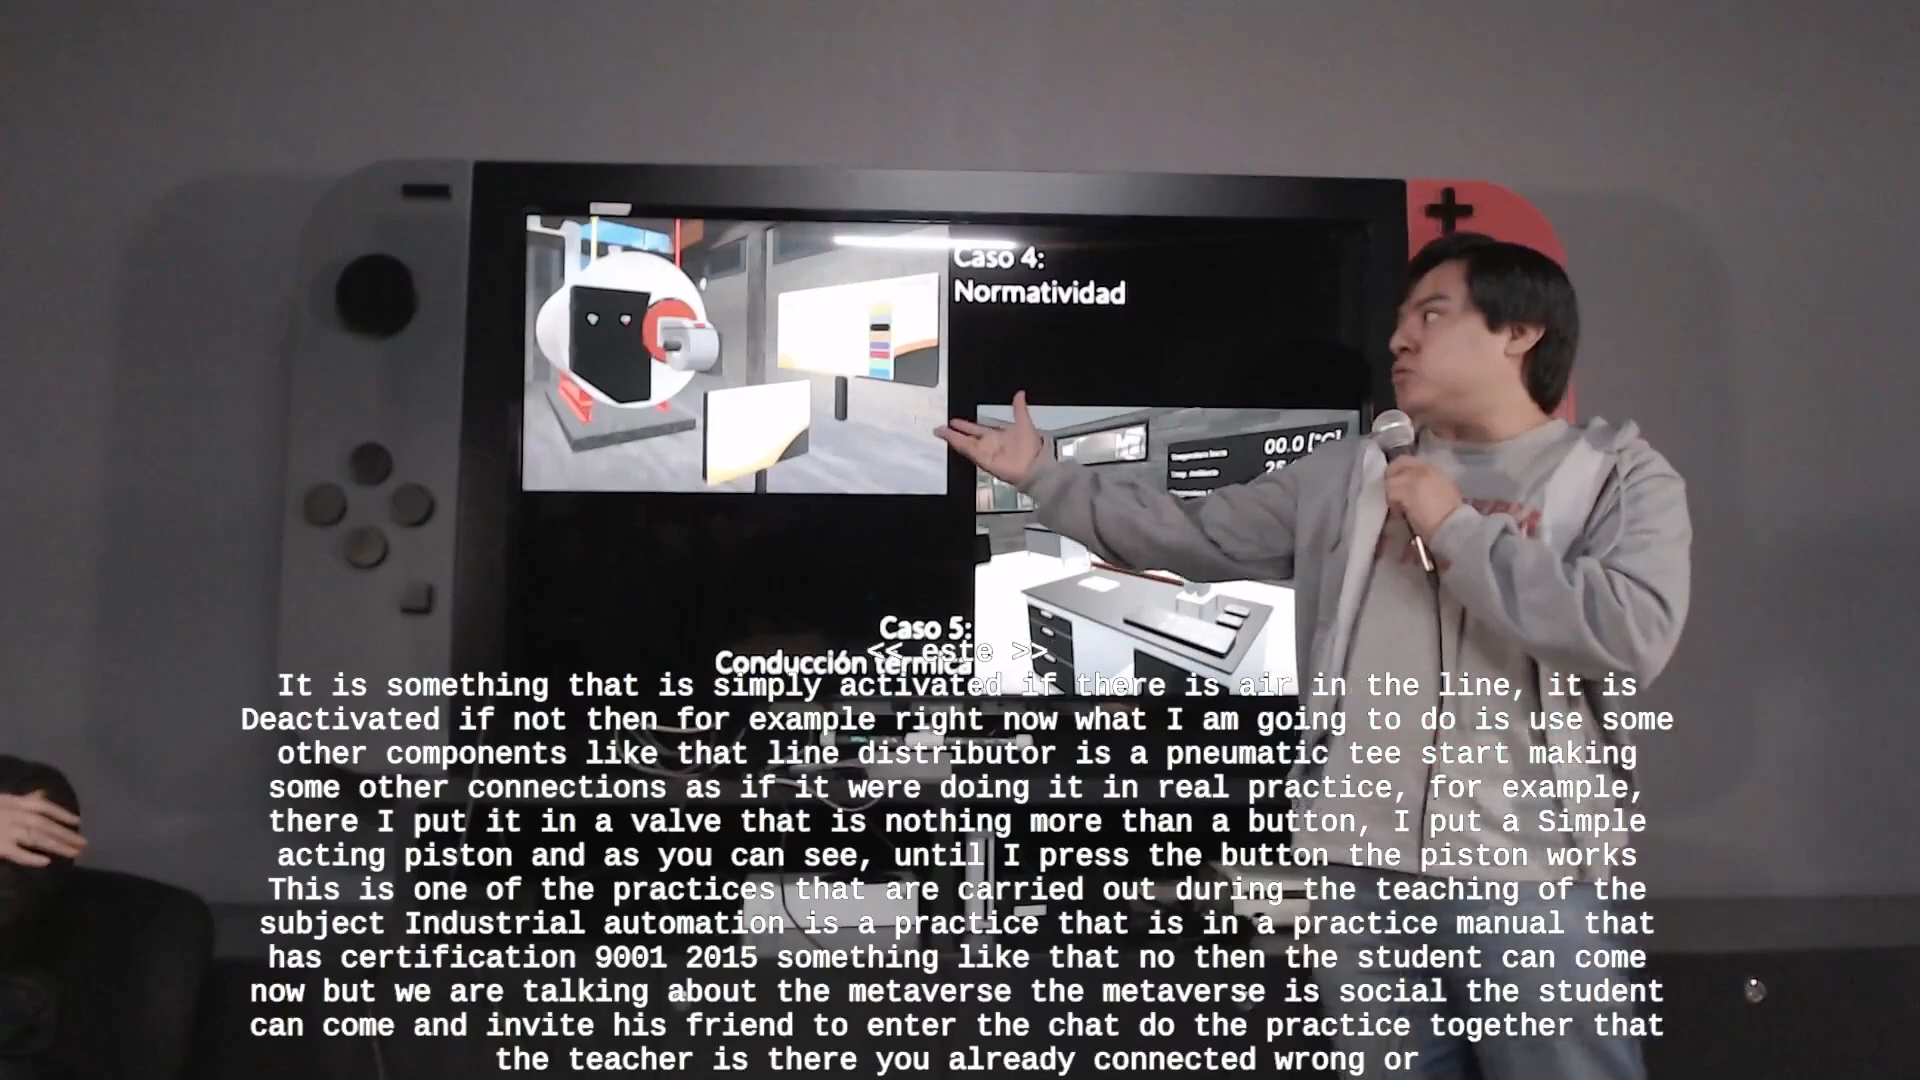 Caso 4:
Normatividad
00.0 [°C]
Caso 5:
Conducción térmica
<< este >>
It is something that is simply activated if there is air in the line, it is
Deactivated if not then for example right now what I am going to do is use some
other components like that line distributor is a pneumatic tee start making
some other connections as if it were doing it in real practice, for example,
there I put it in a valve that is nothing more than a button, I put a Simple
acting piston and as you can see, until I press the button the piston works
This is one of the practices that are carried out during the teaching of the
subject Industrial automation is a practice that is in a practice manual that
has certification 9001 2015 something like that no then the student can come
now but we are talking about the metaverse the metaverse is social the student
can come and invite his friend to enter the chat do the practice together that
the teacher is there you already connected wrong or